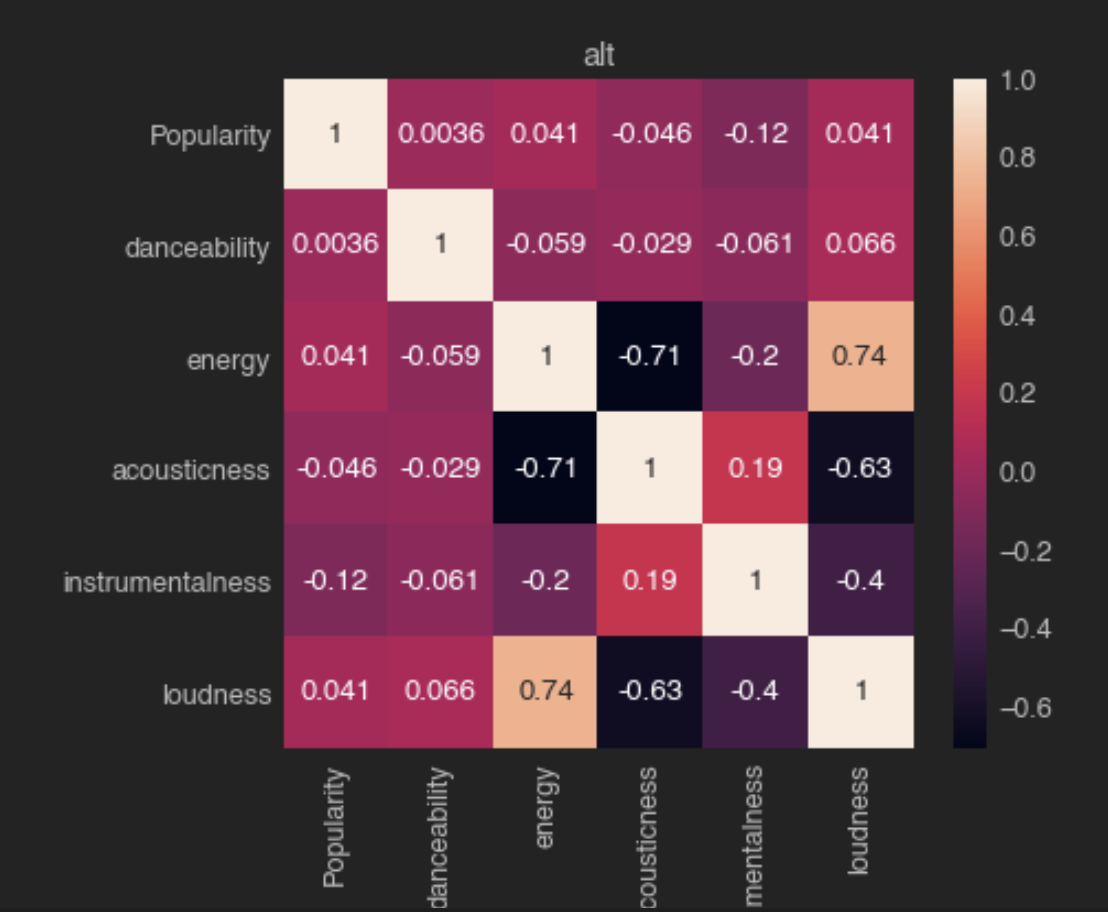 alt
Popularity 1 0.0036 0.041 -0.046 -0.12 0.041
danceability 0.0036 1 -0.059 -0.029 -0.061 0.066
energy 0.041 -0.059 1 -0.71 -0.2 0.74
acousticness -0.046 -0.029 -0.71 1 0.19 -0.63
instrumentalness -0.12 -0.061 -0.2 0.19 1 -0.4
loudness 0.041 0.066 0.74 -0.63 -0.4 1
Popularity
danceability
energy
cousticness
mentalness
loudness
1.0
0.8
0.6
0.4
0.2
0.0
−0.2
−0.4
−0.6